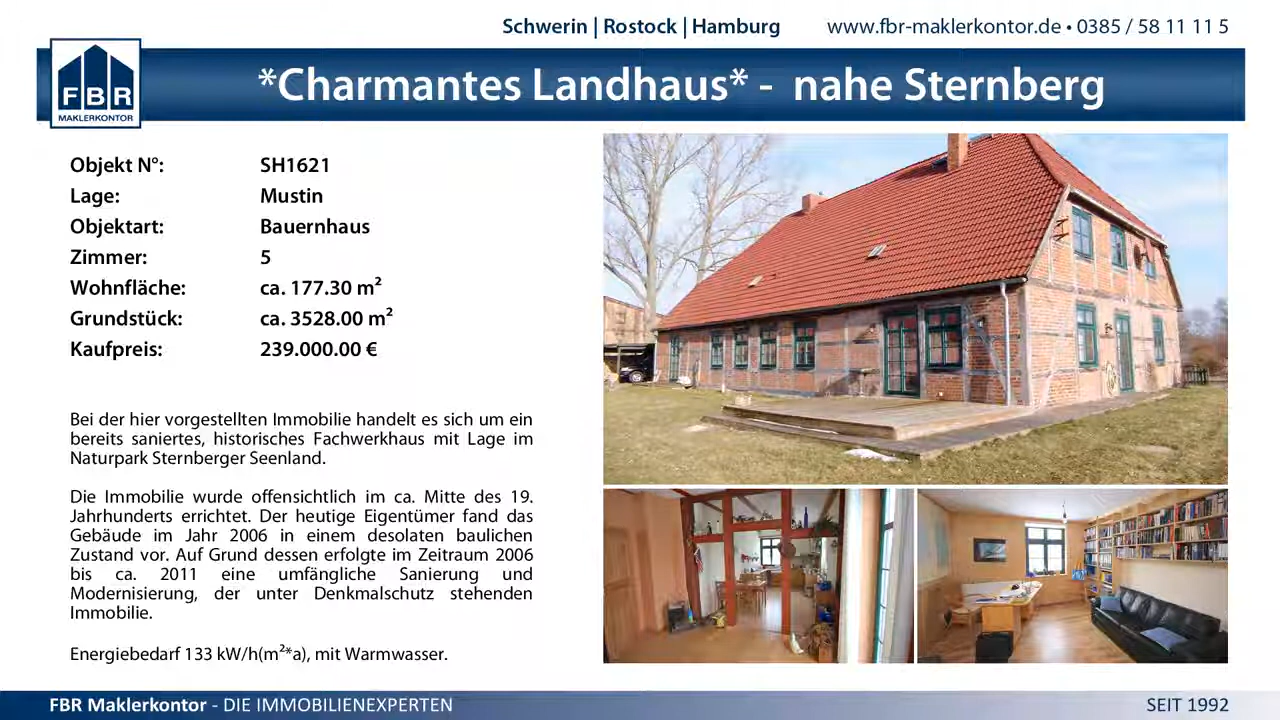 Schwerin | Rostock | Hamburg www.fbr-maklerkontor.de • 0385 / 58 11 11 5
FBR
MAKLERKONTOR
*Charmantes Landhaus* - nahe Sternberg
Objekt N°: SH1621
Lage: Mustin
Objektart: Bauernhaus
Zimmer: 5
Wohnfläche: ca. 177.30 m²
Grundstück: ca. 3528.00 m²
Kaufpreis: 239.000.00 €
Bei der hier vorgestellten Immobilie handelt es sich um ein
bereits saniertes, historisches Fachwerkhaus mit Lage im
Naturpark Sternberger Seenland.
Die Immobilie wurde offensichtlich im ca. Mitte des 19.
Jahrhunderts errichtet. Der heutige Eigentümer fand das
Gebäude im Jahr 2006 in einem desolaten baulichen
Zustand vor. Auf Grund dessen erfolgte im Zeitraum 2006
bis ca. 2011 eine umfängliche Sanierung und
Modernisierung, der unter Denkmalschutz stehenden
Immobilie.
Energiebedarf 133 kW/h(m²*a), mit Warmwasser.
FBR Maklerkontor - DIE IMMOBILIENEXPERTEN SEIT 1992